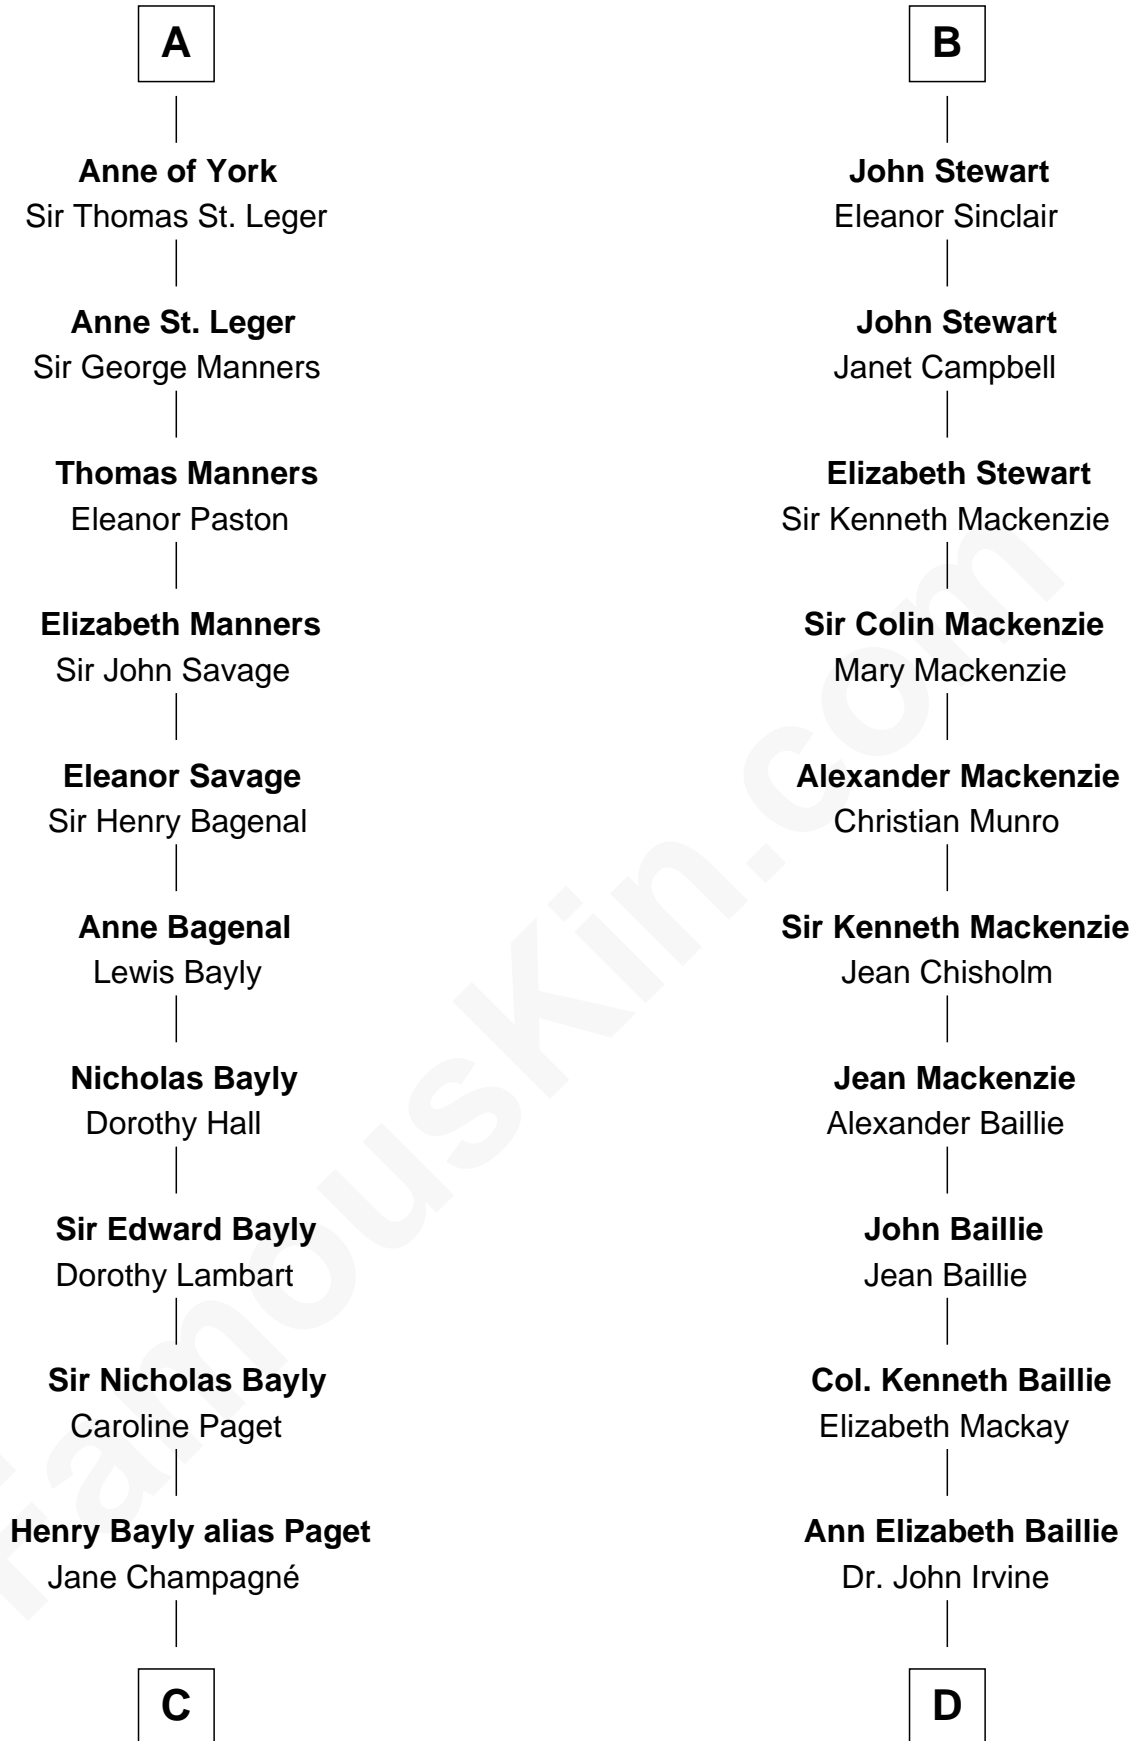 A
Anne of York
Sir Thomas St. Leger
Anne St. Leger
Sir George Manners
Thomas Manners
Eleanor Paston
Elizabeth Manners
Sir John Savage
Eleanor Savage
Sir Henry Bagenal
Anne Bagenal
Lewis Bayly
Nicholas Bayly
Dorothy Hall
Sir Edward Bayly
Dorothy Lambart
Sir Nicholas Bayly
Caroline Paget
Henry Bayly alias Paget
Jane Champagné
C
B
John Stewart
Eleanor Sinclair
John Stewart
Janet Campbell
Elizabeth Stewart
Sir Kenneth Mackenzie
Sir Colin Mackenzie
Mary Mackenzie
Alexander Mackenzie
Christian Munro
Sir Kenneth Mackenzie
Jean Chisholm
Jean Mackenzie
Alexander Baillie
John Baillie
Jean Baillie
Col. Kenneth Baillie
Elizabeth Mackay
Ann Elizabeth Baillie
Dr. John Irvine
D
FamousKin.com